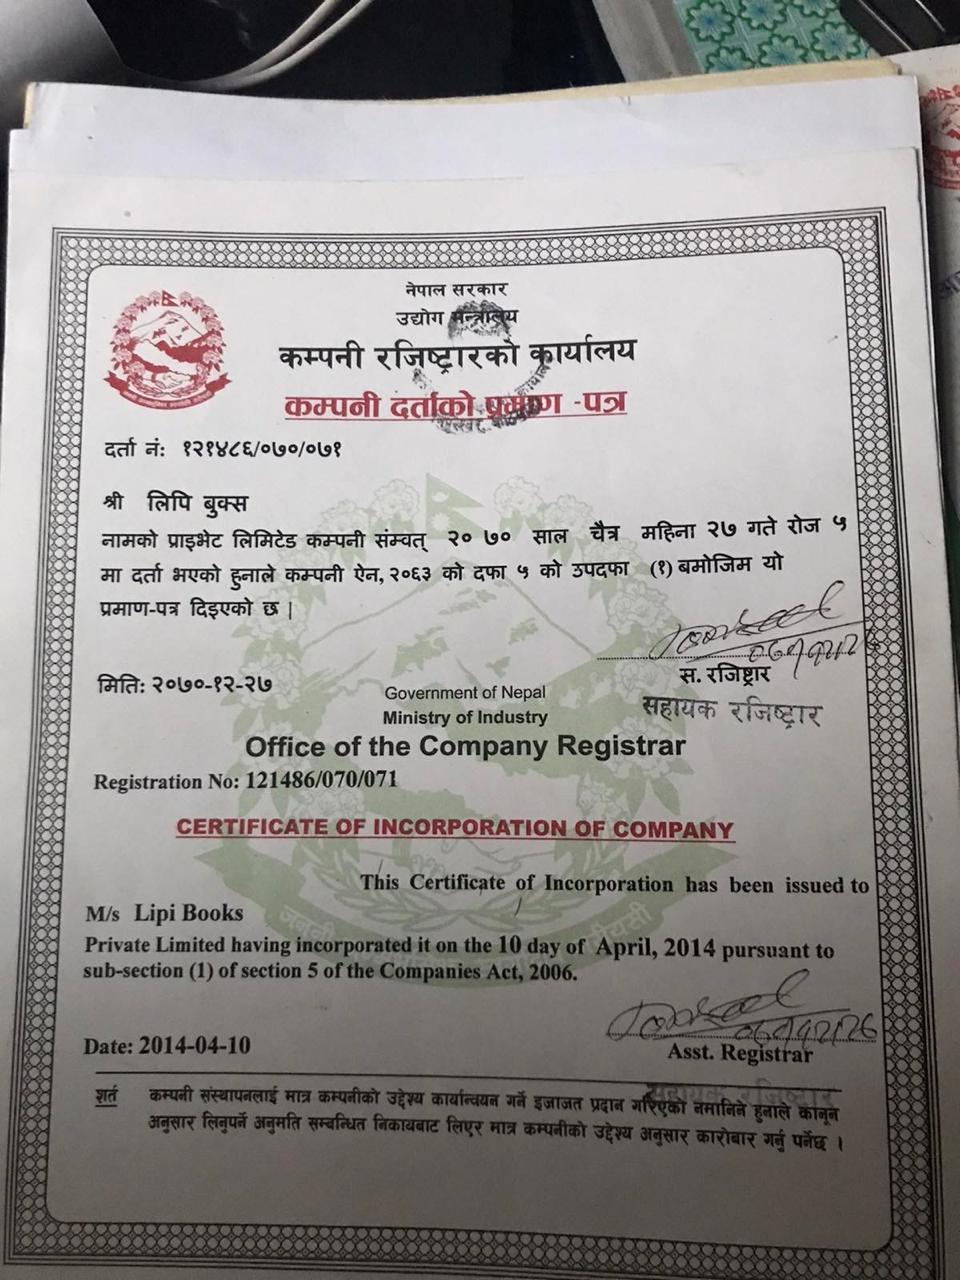 नेपाल सरकार
उद्योग मन्त्रालय
कम्पनी रजिष्ट्रारको कार्यालय
कम्पनी दर्ताको प्रमाण -पत्र
दर्ता नं: १२१४८६/०७०/०७१
श्री लिपि बुक्स
नामको प्राइभेट लिमिटेड कम्पनी संम्वत् २० ७० साल चैत्र महिना २७ गते रोज ५
मा दर्ता भएको हुनाले कम्पनी ऐन, २०६३ को दफा ५ को उपदफा (१) बमोजिम यो
प्रमाण-पत्र दिइएको छ |
स. रजिष्ट्रार
मिति: २०७०-१२-२७
सहायक रजिष्ट्रार
Government of Nepal
Ministry of Industry
Office of the Company Registrar
Registration No: 121486/070/071
CERTIFICATE OF INCORPORATION OF COMPANY
This Certificate of Incorporation has been issued to
M/s Lipi Books
Private Limited having incorporated it on the 10 day of April, 2014 pursuant to
sub-section (1) of section 5 of the Companies Act, 2006.
Date: 2014-04-10
Asst. Registrar
सहायक रजिष्ट्रार
शर्त कम्पनी संस्थापनलाई मात्र कम्पनीको उद्देश्य कार्यान्वयन गर्ने इजाजत प्रदान गरिएको नमानिने हुनाले कानून
अनुसार लिनुपर्ने अनुमति सम्बन्धित निकायबाट लिएर मात्र कम्पनीको उद्देश्य अनुसार कारोबार गर्नु पर्नेछ ।